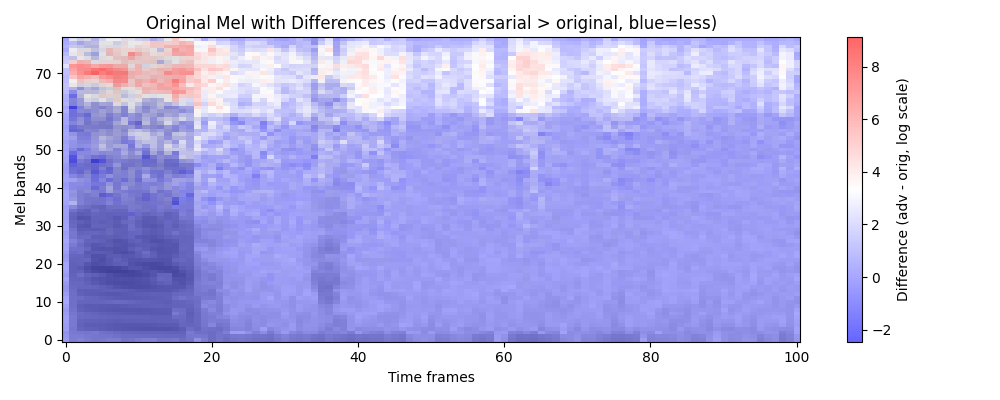 Original Mel with Differences (red=adversarial > original, blue=less)
Mel bands
70
60
50
40
30
20
10
0
0 20 40 60 80 100
Time frames
8
6
4
2
0
−2
Difference (adv - orig, log scale)